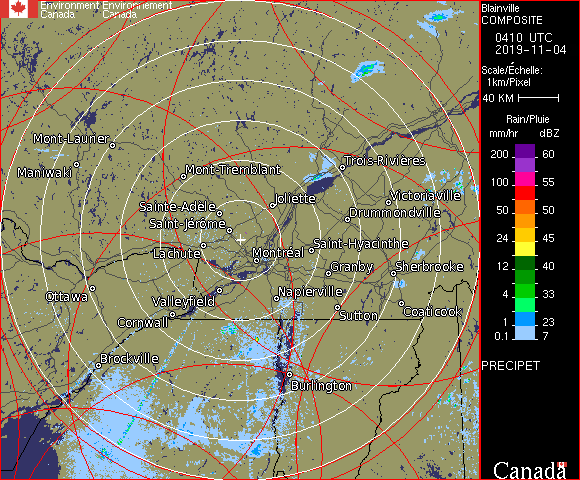 Environment Environnement
Canada Canada
Blainville
COMPOSITE
0410 UTC
2019-11-04
Scale/Échelle:
1km/Pixel
40 KM
Rain/Pluie
mm/hr dBZ
200 60
100 55
50 50
24 45
12 40
4 33
1 23
0.1 7
PRECIPET
Canada
Mont-Laurier
Maniwaki
Mont-Tremblant
Trois-Rivières
Joliette
Victoriaville
Sainte-Adèle
Drummondville
Saint-Jérôme
Saint-Hyacinthe
Lachute
Montréal
Granby
Sherbrooke
Ottawa
Valleyfield
Napierville
Coaticook
Cornwall
Sutton
Brockville
Burlington